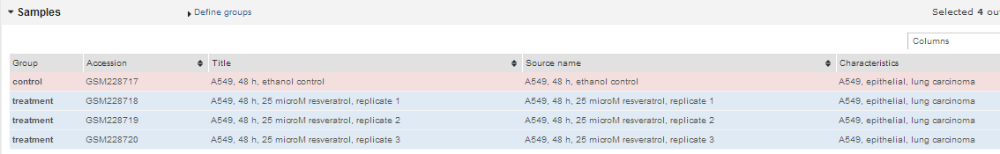 Samples Define groups Selected 4 ou
Columns
Group Accession Title Source name Characteristics
control GSM228717 A549, 48 h, ethanol control A549, 48 h, ethanol control A549, epithelial, lung carcinoma
treatment GSM228718 A549, 48 h, 25 microM resveratrol, replicate 1 A549, 48 h, 25 microM resveratrol, replicate 1 A549, epithelial, lung carcinoma
treatment GSM228719 A549, 48 h, 25 microM resveratrol, replicate 2 A549, 48 h, 25 microM resveratrol, replicate 2 A549, epithelial, lung carcinoma
treatment GSM228720 A549, 48 h, 25 microM resveratrol, replicate 3 A549, 48 h, 25 microM resveratrol, replicate 3 A549, epithelial, lung carcinoma